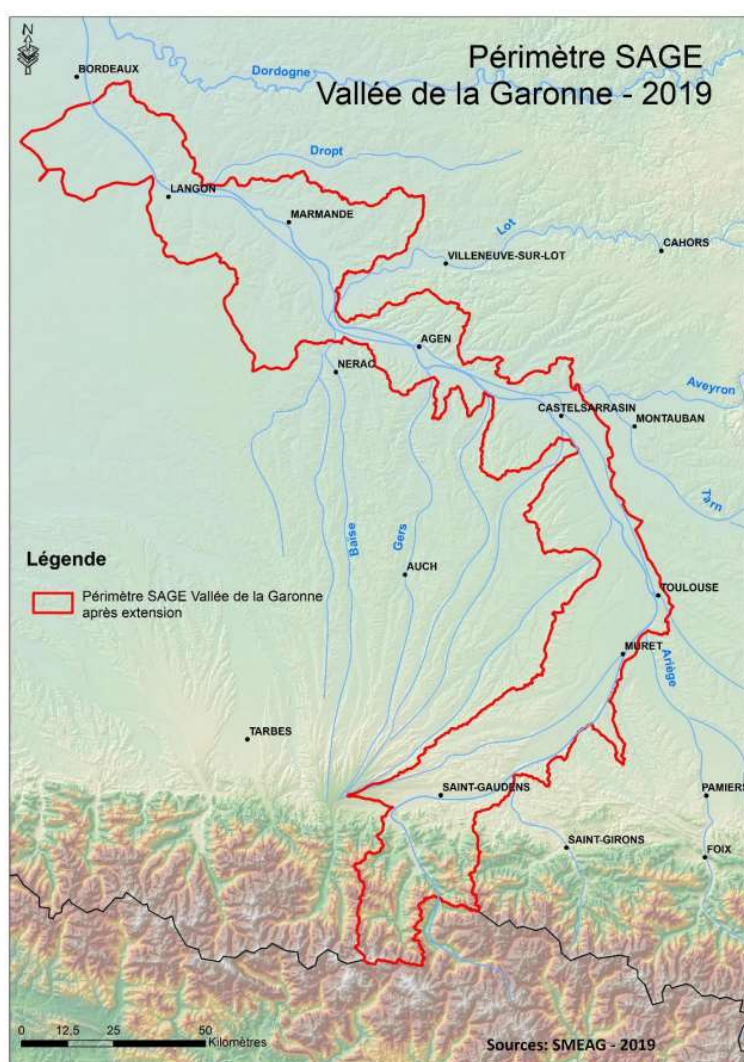 Périmètre SAGE
Vallée de la Garonne - 2019
N
BORDEAUX
Dordogne
Dropt
LANGON
MARMANDE
Lot
CAHORS
VILLENEUVE-SUR-LOT
AGEN
NERAC
Aveyron
CASTELSARRASIN
MONTAUBAN
Tarn
Baïse
Gers
Légende
Périmètre SAGE Vallée de la Garonne
après extension
AUCH
TOULOUSE
MURET
Ariège
TARBES
SAINT-GAUDENS
PAMIERS
SAINT-GIRONS
FOIX
0 12,5 25 50
Kilomètres
Sources: SMEAG - 2019